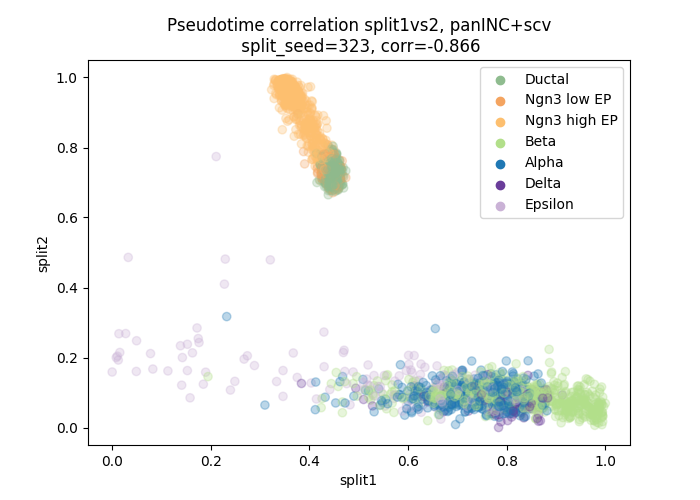 Pseudotime correlation split1vs2, panINC+scv
split_seed=323, corr=-0.866
1.0
0.8
0.6
0.4
0.2
0.0
split2
Ductal
Ngn3 low EP
Ngn3 high EP
Beta
Alpha
Delta
Epsilon
0.0 0.2 0.4 0.6 0.8 1.0
split1